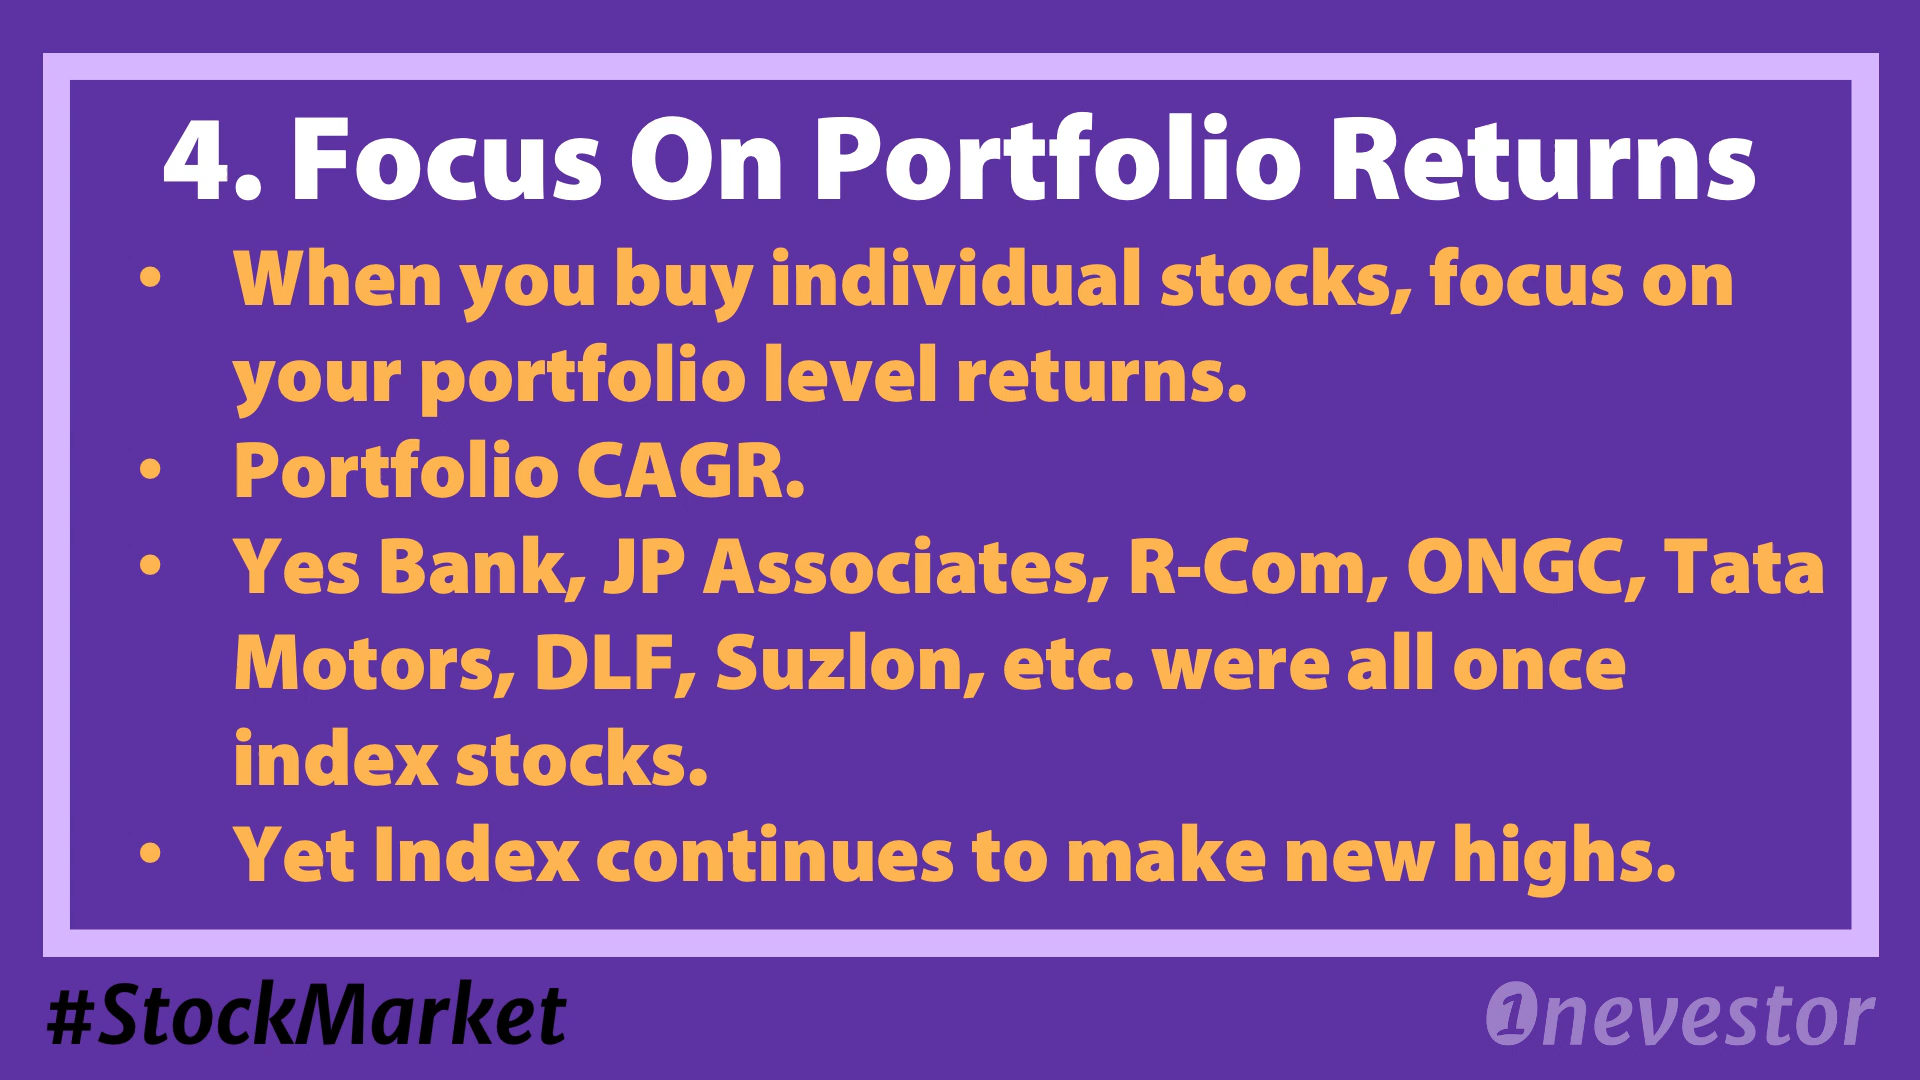 4. Focus On Portfolio Returns
• When you buy individual stocks, focus on
your portfolio level returns.
• Portfolio CAGR.
• Yes Bank, JP Associates, R-Com, ONGC, Tata
Motors, DLF, Suzlon, etc. were all once
index stocks.
• Yet Index continues to make new highs.
#StockMarket
1nevestor